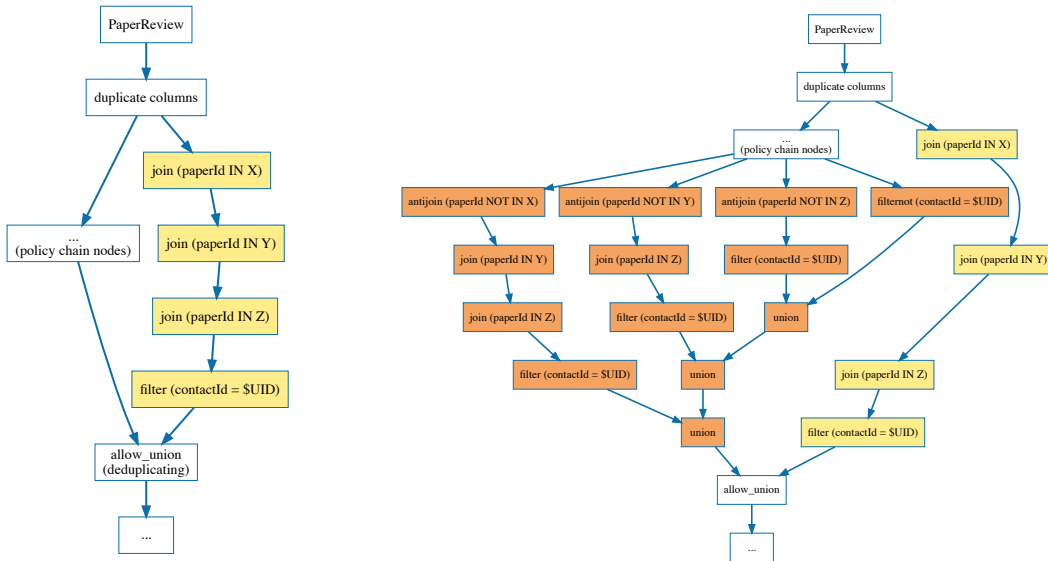 PaperReview
duplicate columns
join (paperId IN X)
...
(policy chain nodes)
join (paperId IN Y)
join (paperId IN Z)
filter (contactId = $UID)
allow_union
(deduplicating)
...
PaperReview
duplicate columns
...
(policy chain nodes)
join (paperId IN X)
antijoin (paperId NOT IN X)
antijoin (paperId NOT IN Y)
antijoin (paperId NOT IN Z)
filternot (contactId = $UID)
join (paperId IN Y)
join (paperId IN Z)
filter (contactId = $UID)
join (paperId IN Y)
join (paperId IN Z)
filter (contactId = $UID)
union
filter (contactId = $UID)
union
join (paperId IN Z)
union
filter (contactId = $UID)
allow_union
...